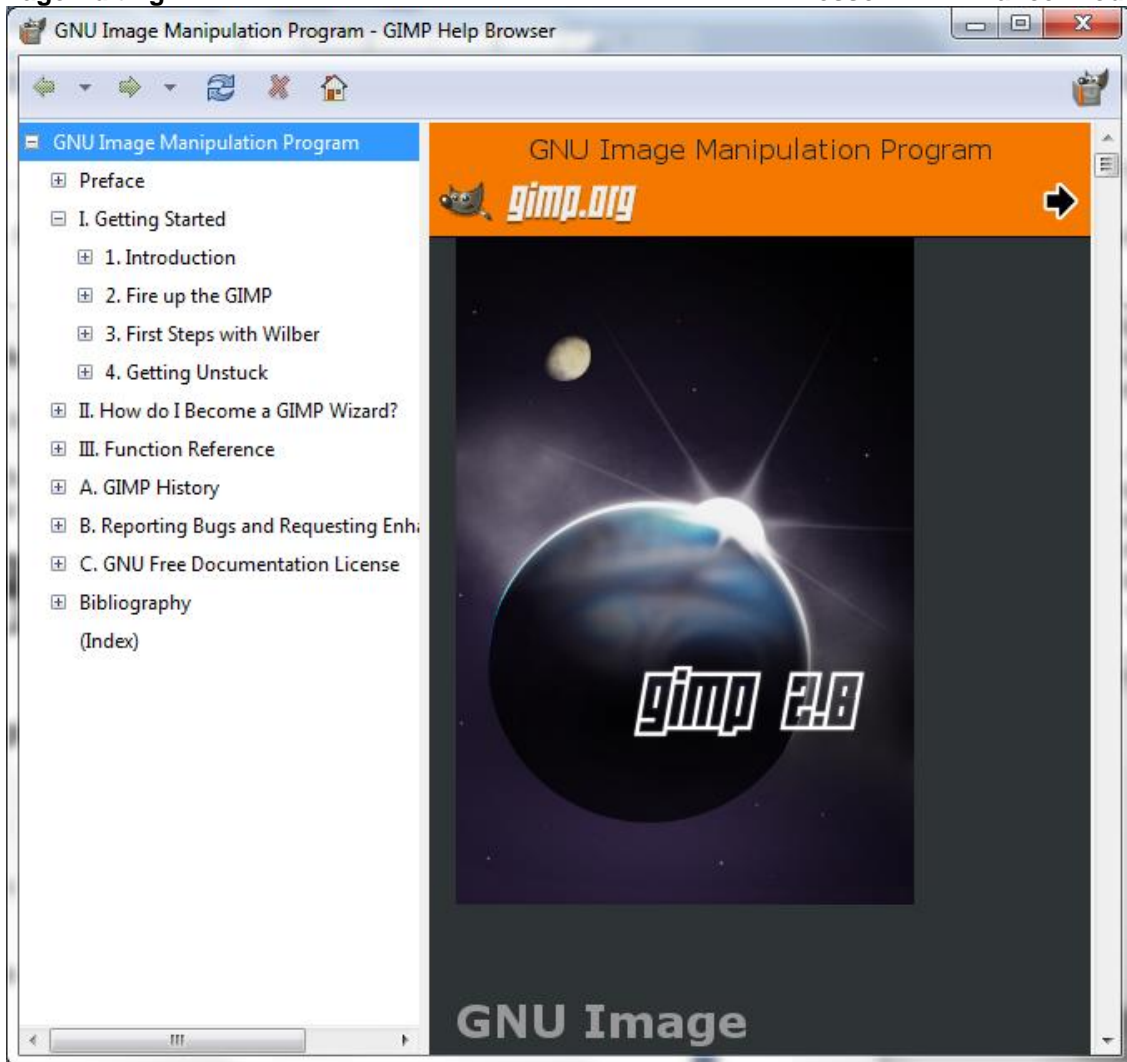 GNU Image Manipulation Program - GIMP Help Browser
GNU Image Manipulation Program
Preface
I. Getting Started
1. Introduction
2. Fire up the GIMP
3. First Steps with Wilber
4. Getting Unstuck
II. How do I Become a GIMP Wizard?
III. Function Reference
A. GIMP History
B. Reporting Bugs and Requesting
C. GNU Free Documentation License
Bibliography
(Index)
GNU Image Manipulation Program
gimp.org
gimp 2.8
GNU Image